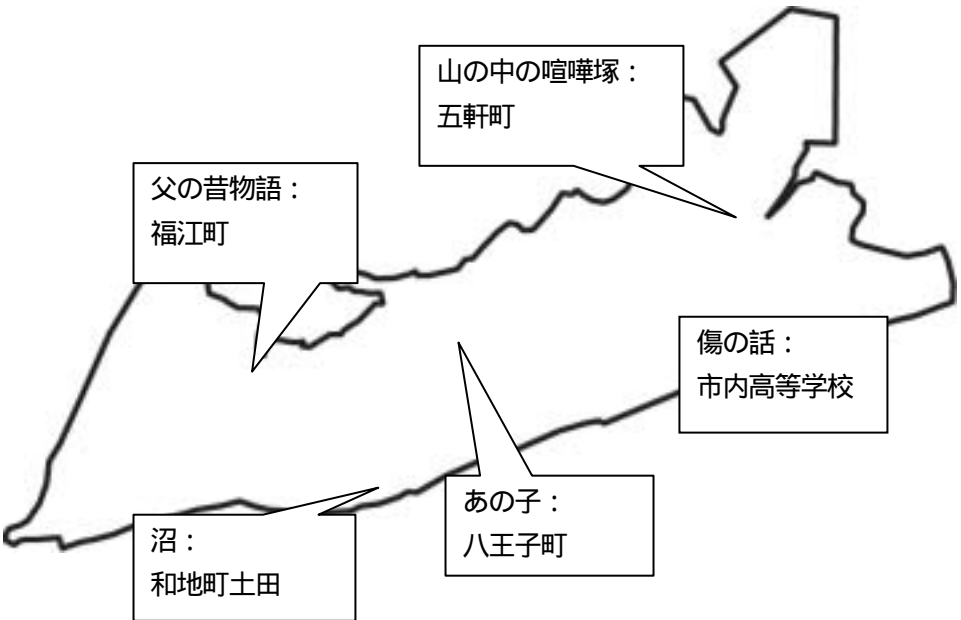 山の中の喧嘩塚：
五軒町
父の昔物語：
福江町
傷の話：
市内高等学校
あの子：
八王子町
沼：
和地町土田